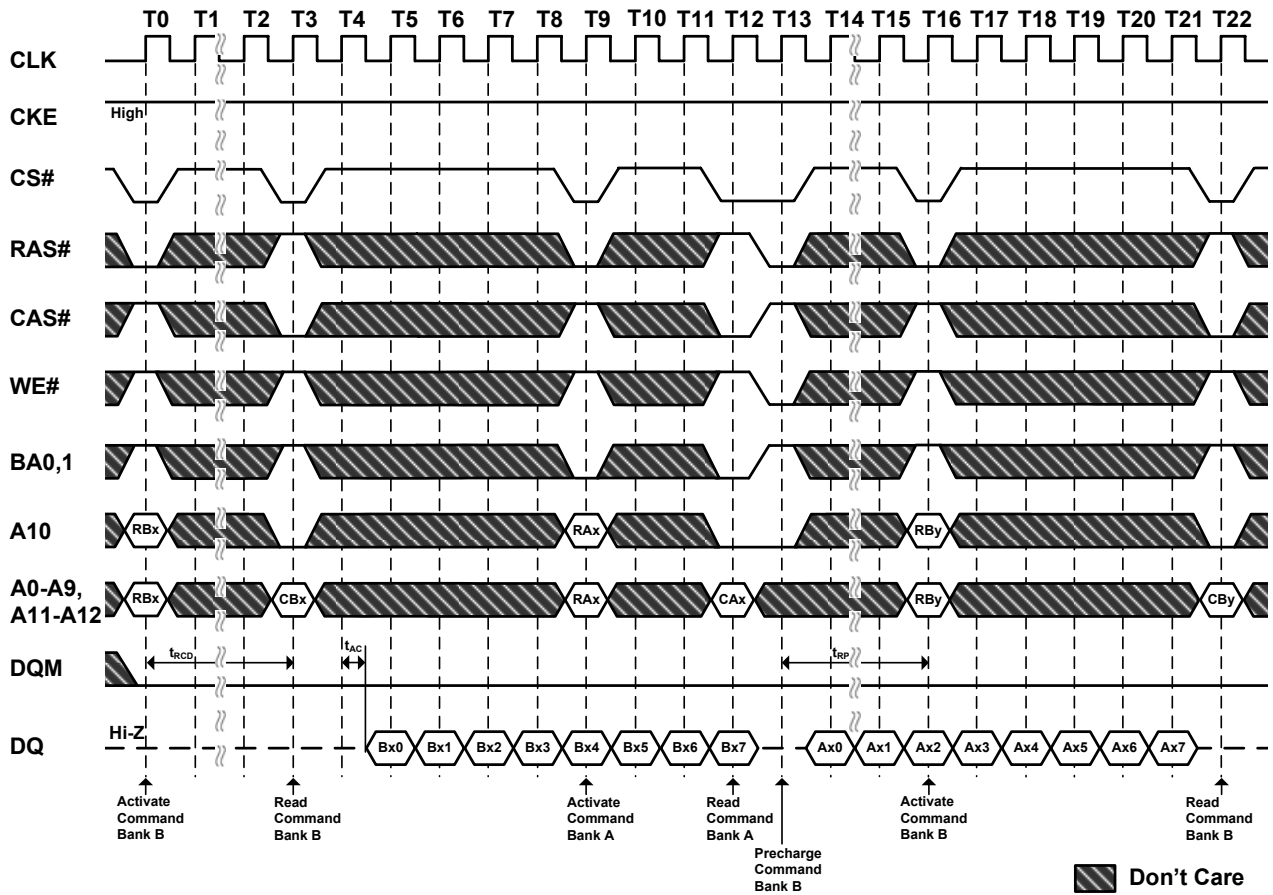 T0 T1 T2 T3 T4 T5 T6 T7 T8 T9 T10 T11 T12 T13 T14 T15 T16 T17 T18 T19 T20 T21 T22
CLK
CKE High
CS#
RAS#
CAS#
WE#
BA0,1
A10 RBx RAx RBy
A0-A9,
A11-A12 RBx CBx RAx CAx RBy CBy
DQM tRCD tAC tRP
DQ Hi-Z Bx0 Bx1 Bx2 Bx3 Bx4 Bx5 Bx6 Bx7 Ax0 Ax1 Ax2 Ax3 Ax4 Ax5 Ax6 Ax7
Activate
Command
Bank B
Read
Command
Bank B
Activate
Command
Bank A
Read
Command
Bank A
Precharge
Command
Bank B
Activate
Command
Bank B
Read
Command
Bank B
Don't Care